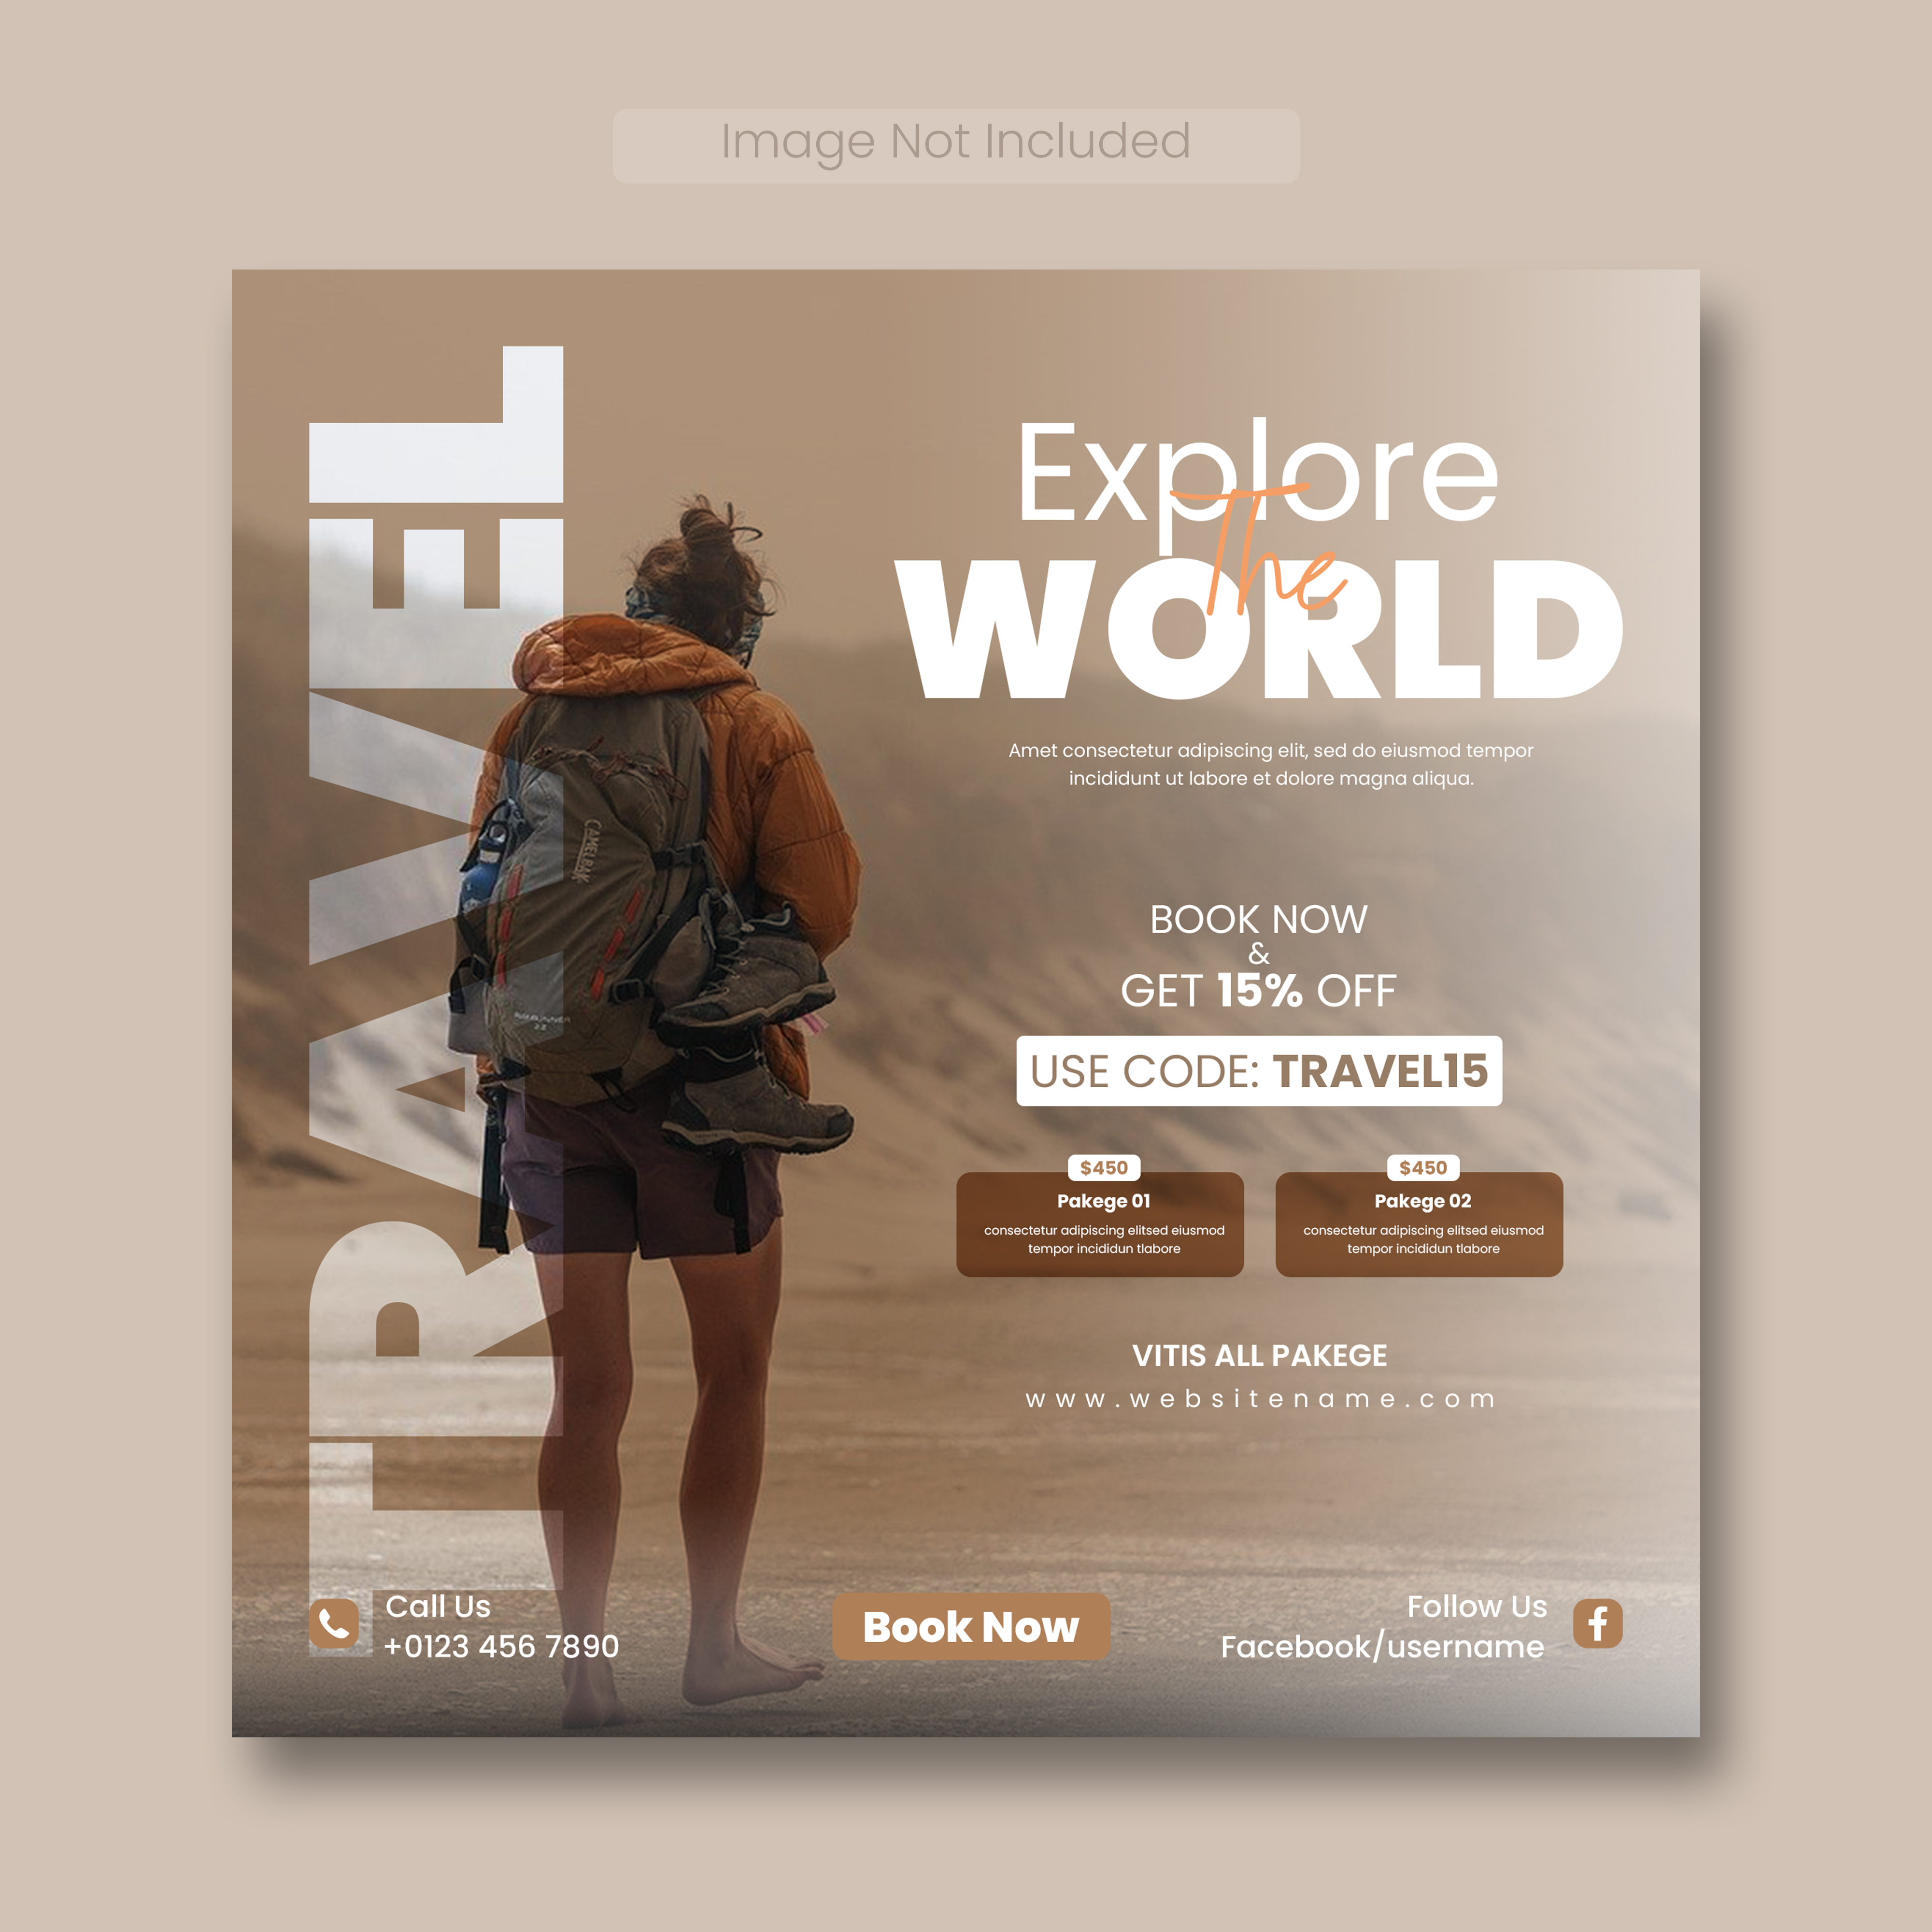 Image Not Included
TRAVEL
Explore
The
WORLD
Amet consectetur adipiscing elit, sed do eiusmod tempor
incididunt ut labore et dolore magna aliqua.
CAMELBAK
BOOK NOW
&
GET 15% OFF
USE CODE: TRAVEL15
$450
Pakege 01
consectetur adipiscing elitsed eiusmod
tempor incididun tlabore
$450
Pakege 02
consectetur adipiscing elitsed eiusmod
tempor incididun tlabore
VITIS ALL PAKEGE
www.websitename.com
Call Us
+0123 456 7890
Book Now
Follow Us
Facebook/username